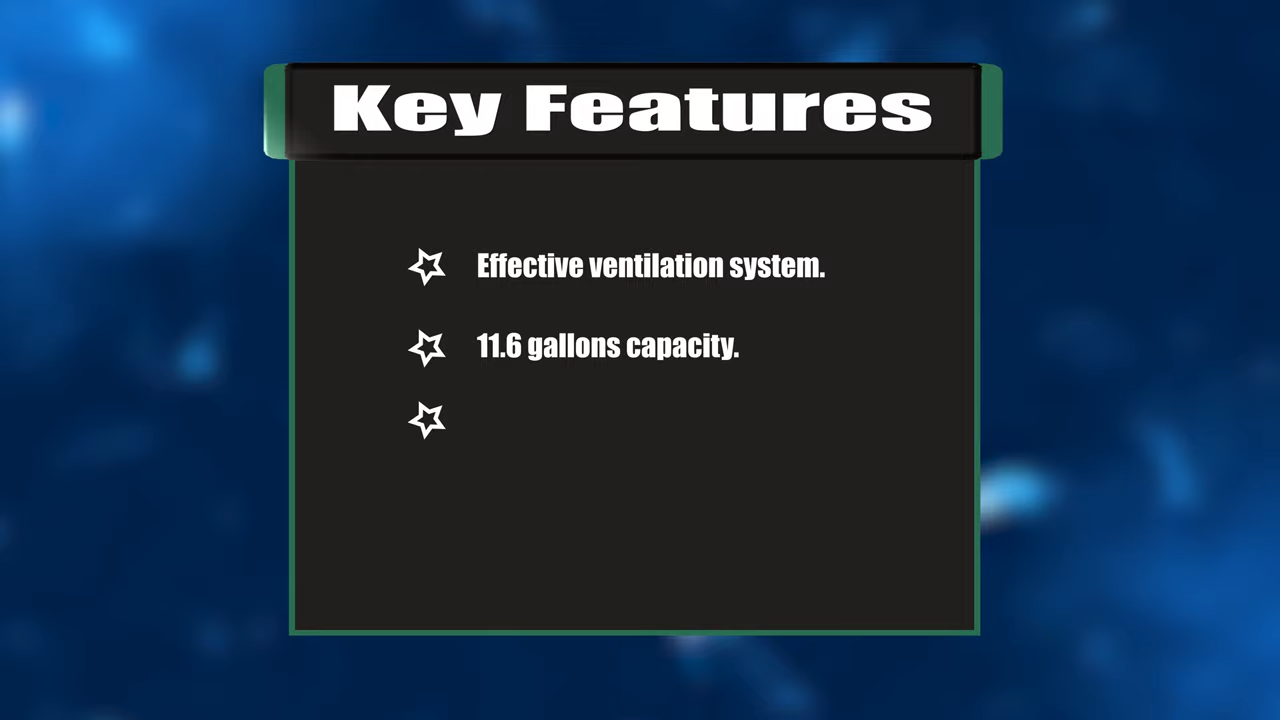 Key Features
Effective ventilation system.
11.6 gallons capacity.